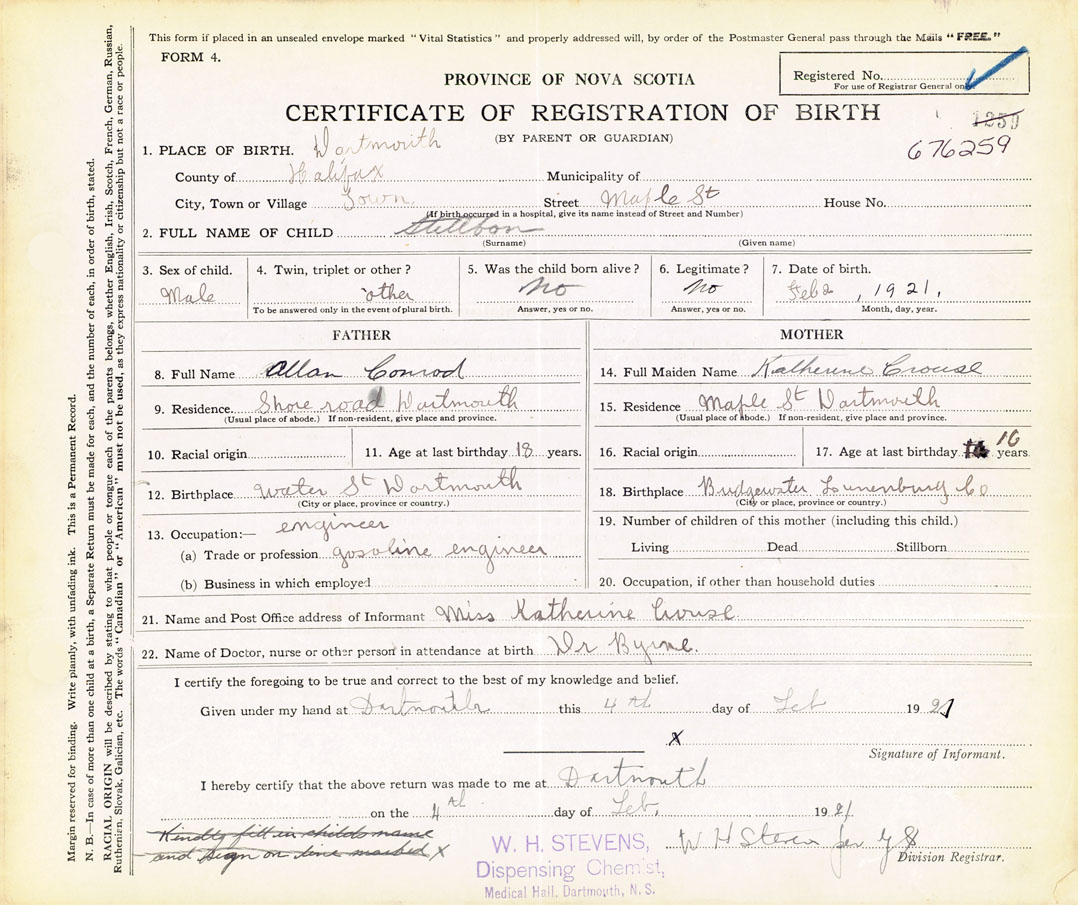 This form if placed in an unsealed envelope marked "Vital Statistics" and properly addressed will, by order of the Postmaster General pass through the Mails "FREE."
FORM 4.
Registered No.
For use of Registrar General only
PROVINCE OF NOVA SCOTIA
CERTIFICATE OF REGISTRATION OF BIRTH
1259
(BY PARENT OR GUARDIAN)
676259
1. PLACE OF BIRTH. Dartmouth
County of Halifax Municipality of
City, Town or Village Town. Street Maple St House No.
(If birth occurred in a hospital, give its name instead of Street and Number)
2. FULL NAME OF CHILD Stillbon
(Surname) (Given name)
3. Sex of child. 4. Twin, triplet or other? 5. Was the child born alive? 6. Legitimate? 7. Date of birth.
Male other No No Feb 2, 1921.
To be answered only in the event of plural birth. Answer, yes or no. Answer, yes or no. Month, day, year.
FATHER MOTHER
8. Full Name Allan Conrod 14. Full Maiden Name Katherine Crouse
9. Residence. Shore road Dartmouth 15. Residence Maple St Dartmouth
(Usual place of abode.) If non-resident, give place and province. (Usual place of abode.) If non-resident, give place and province.
10. Racial origin 11. Age at last birthday 18 years. 16. Racial origin 17. Age at last birthday 16 years.
12. Birthplace Water St Dartmouth 18. Birthplace Bridgewater Lunenburg Co
(City or place, province or country.) (City or place, province or country.)
13. Occupation:— engineer 19. Number of children of this mother (including this child.)
(a) Trade or profession gasoline engineer Living Dead Stillborn
(b) Business in which employed 20. Occupation, if other than household duties
21. Name and Post Office address of Informant Miss Katherine Crouse.
22. Name of Doctor, nurse or other person in attendance at birth Dr Byrne.
I certify the foregoing to be true and correct to the best of my knowledge and belief.
Given under my hand at Dartmouth this 4th day of Feb 1921
X
Signature of Informant.
I hereby certify that the above return was made to me at Dartmouth
on the 4th day of Feb, 1921
Kindly fill in childs name
and sign on line marked X
W. H. STEVENS,
Dispensing Chemist,
Medical Hall, Dartmouth, N. S.
W H Stevens per
Division Registrar.
Margin reserved for binding. Write plainly, with unfading ink. This is a Permanent Record.
N. B.—In case of more than one child at a birth, a Separate Return must be made for each, and the number of each, in order of birth, stated.
RACIAL ORIGIN will be described by stating to what people or tongue each of the parents belongs, whether English, Irish, Scotch, French, German, Russian,
Ruthenian, Slovak, Galician, etc. The words "Canadian" or "American" must not be used, as they express nationality or citizenship but not a race or people.